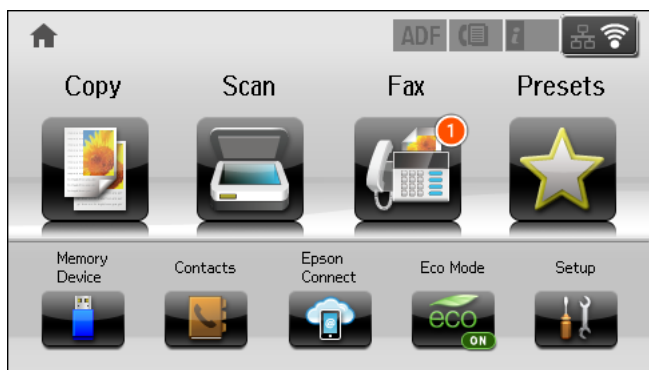 ADF i
Copy Scan Fax Presets
1
Memory Device Contacts Epson Connect Eco Mode Setup
@ eco
ON